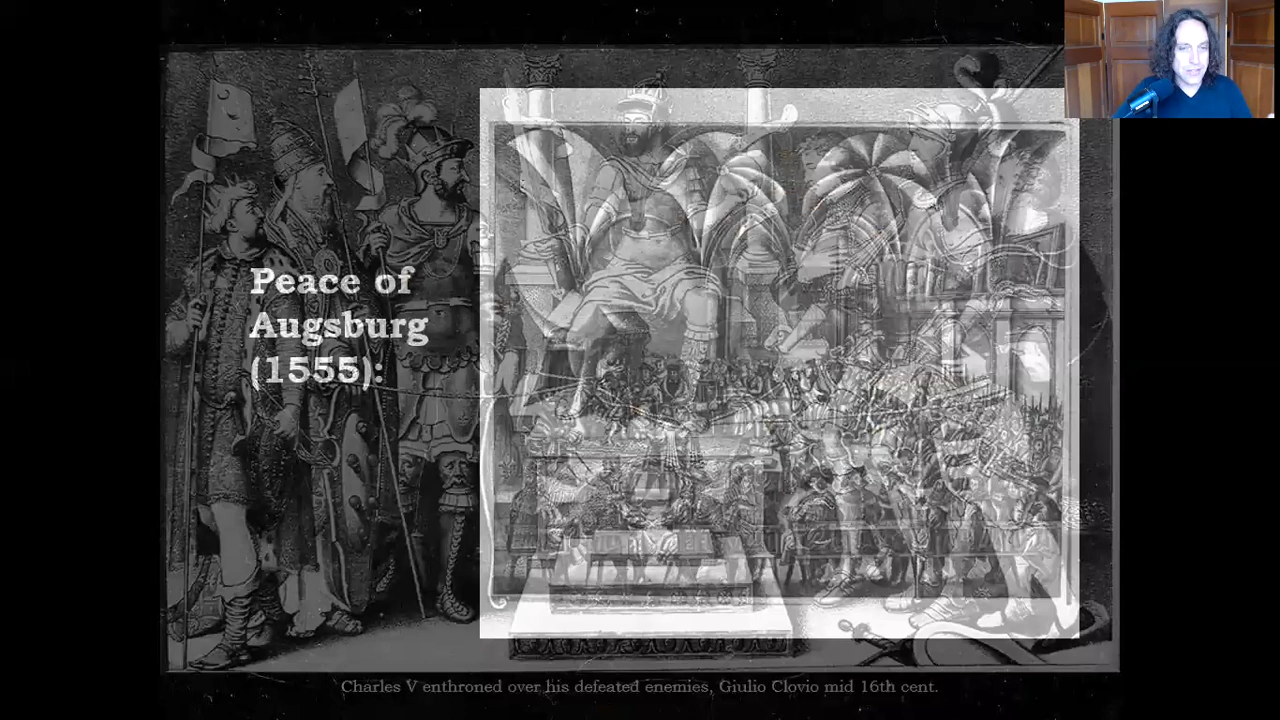 Peace of
Augsburg
(1555):
Charles V enthroned over his defeated enemies, Giulio Clovio mid 16th cent.